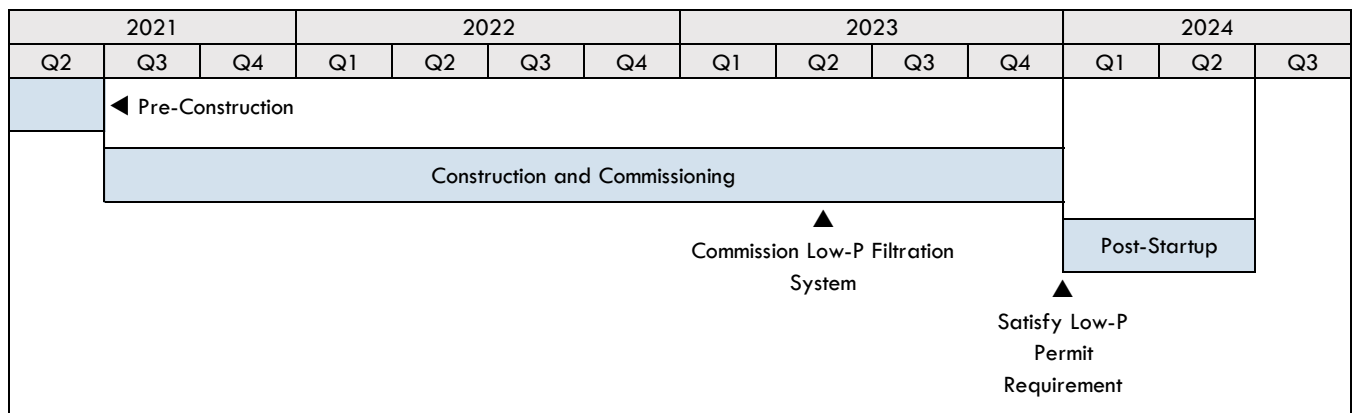 2021 2022 2023 2024
Q2 Q3 Q4 Q1 Q2 Q3 Q4 Q1 Q2 Q3 Q4 Q1 Q2 Q3
Pre-Construction
Construction and Commissioning
Commission Low-P Filtration
System
Post-Startup
Satisfy Low-P
Permit
Requirement